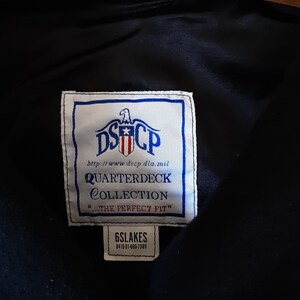 DSCP
http://www.dscp.dla.mil
QUARTERDECK
COLLECTION
"...THE PERFECT FIT"
6SLAKES